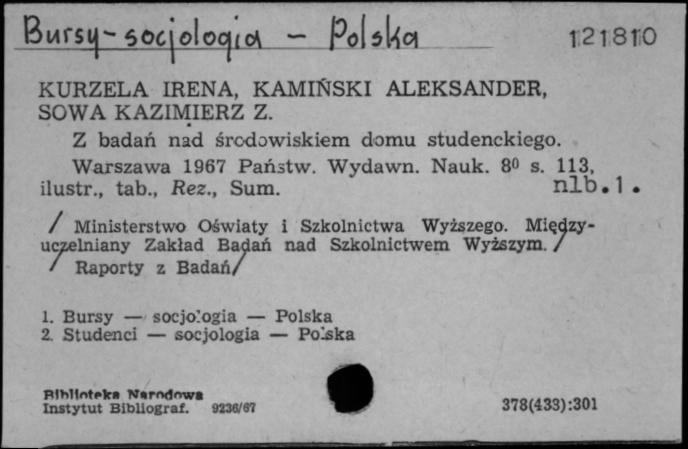 Bursy - socjologia - Polska 121810
KURZELA IRENA, KAMIŃSKI ALEKSANDER,
SOWA KAZIMIERZ Z.
Z badań nad środowiskiem domu studenckiego.
Warszawa 1967 Państw. Wydawn. Nauk. 8⁰ s. 113,
ilustr., tab., Rez., Sum. nlb.1.
/ Ministerstwo Oświaty i Szkolnictwa Wyższego. Między-
uczelniany Zakład Badań nad Szkolnictwem Wyższym. /
/ Raporty z Badań/
1. Bursy — socjologia — Polska
2. Studenci — socjologia — Polska
Biblioteka Narodowa
Instytut Bibliograf. 9236/67 378(433):301